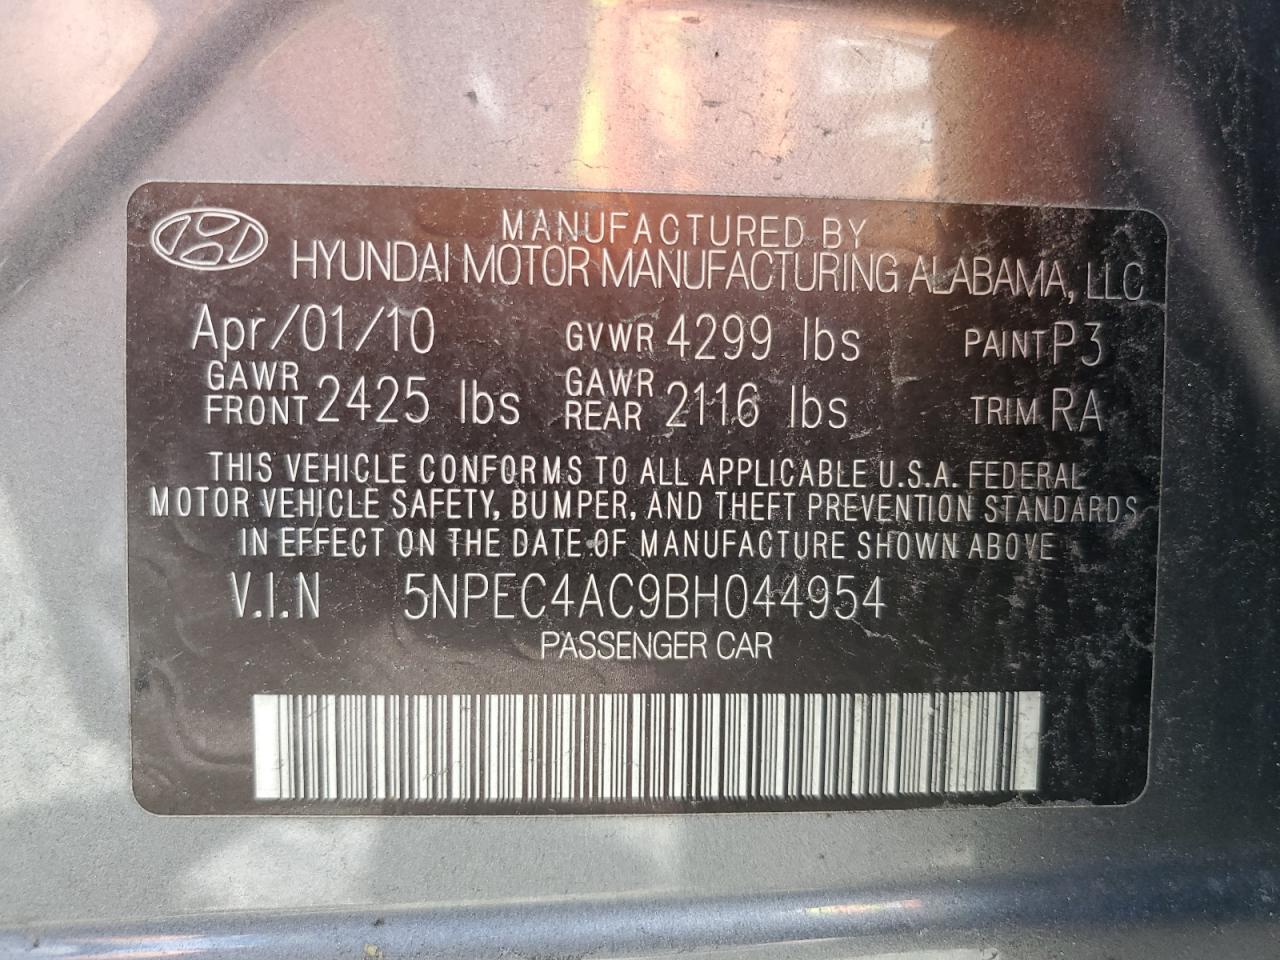 MANUFACTURED BY
HYUNDAI MOTOR MANUFACTURING ALABAMA, LLC
Apr/01/10 GVWR 4299 lbs PAINT P3
GAWR FRONT 2425 lbs GAWR REAR 2116 lbs TRIM RA
THIS VEHICLE CONFORMS TO ALL APPLICABLE U.S.A. FEDERAL
MOTOR VEHICLE SAFETY, BUMPER, AND THEFT PREVENTION STANDARDS
IN EFFECT ON THE DATE OF MANUFACTURE SHOWN ABOVE
V.I.N 5NPEC4AC9BH044954
PASSENGER CAR